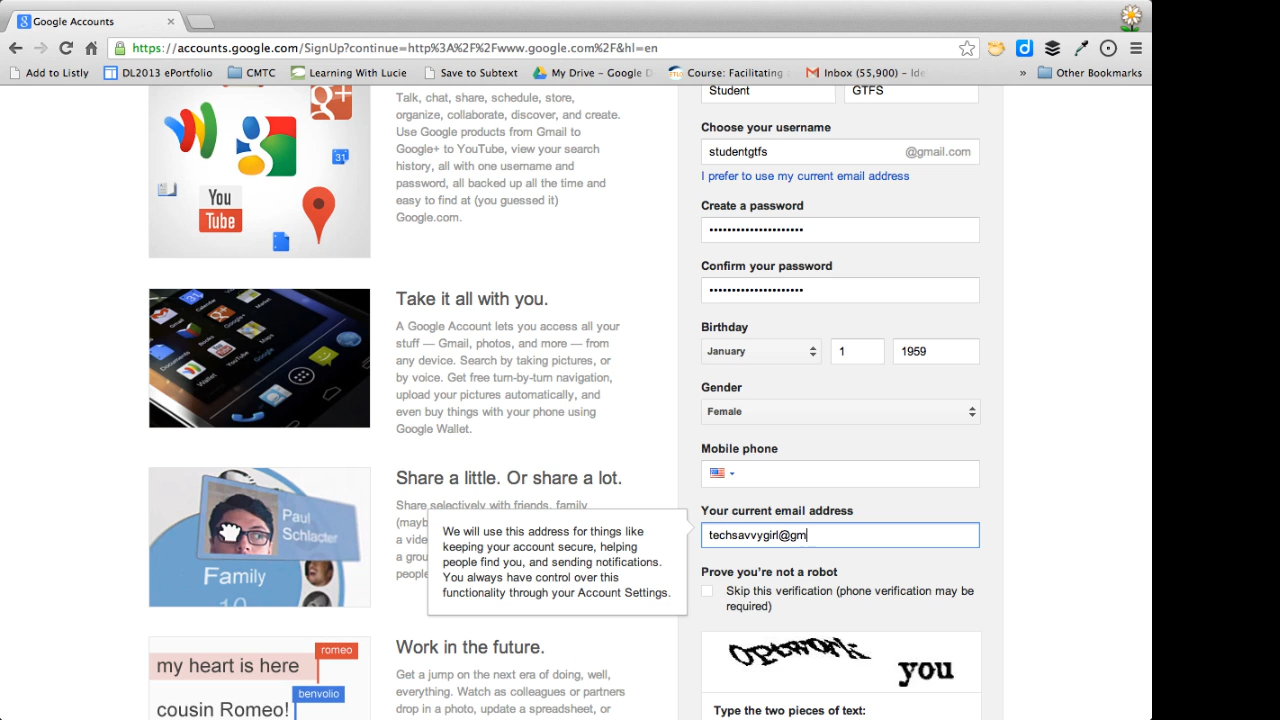 Google Accounts
https://accounts.google.com/SignUp?continue=http%3A%2F%2Fwww.google.com%2F&hl=en
Add to Listly
DL2013 ePortfolio
CMTC
Learning With Lucie
Save to Subtext
My Drive - Google D
Course: Facilitating
Inbox (55,900) - Ide
»
Other Bookmarks
Talk, chat, share, schedule, store,
organize, collaborate, discover, and create.
Use Google products from Gmail to
Google+ to YouTube, view your search
history, all with one username and
password, all backed up all the time and
easy to find at (you guessed it)
Google.com.
g+
31
You
Tube
Take it all with you.
A Google Account lets you access all your
stuff — Gmail, photos, and more — from
any device. Search by taking pictures, or
by voice. Get free turn-by-turn navigation,
upload your pictures automatically, and
even buy things with your phone using
Google Wallet.
Paul
Schlacter
Family
10
Share a little. Or share a lot.
Share selectively with friends, family
(mayb
a vide
a grou
people
We will use this address for things like
keeping your account secure, helping
people find you, and sending notifications.
You always have control over this
functionality through your Account Settings.
romeo
my heart is here
benvolio
cousin Romeo!
Work in the future.
Get a jump on the next era of doing, well,
everything. Watch as colleagues or partners
drop in a photo, update a spreadsheet, or
Student
GTFS
Choose your username
studentgtfs
@gmail.com
I prefer to use my current email address
Create a password
•••••••••••••••••••••
Confirm your password
•••••••••••••••••••••
Birthday
January
1
1959
Gender
Female
Mobile phone
Your current email address
techsavvygirl@gm
Prove you're not a robot
Skip this verification (phone verification may be
required)
you
Type the two pieces of text: